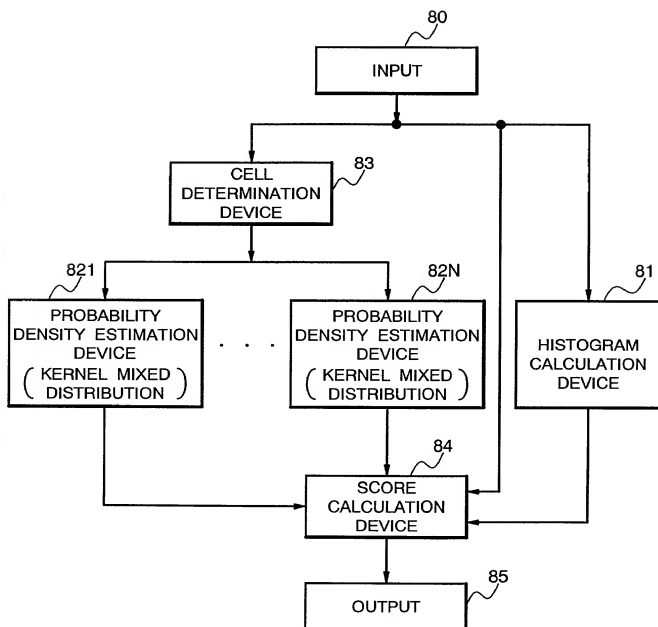 80
INPUT
83
CELL
DETERMINATION
DEVICE
821
PROBABILITY
DENSITY ESTIMATION
DEVICE
( KERNEL MIXED
DISTRIBUTION )
. . .
82N
PROBABILITY
DENSITY ESTIMATION
DEVICE
( KERNEL MIXED
DISTRIBUTION )
81
HISTOGRAM
CALCULATION
DEVICE
84
SCORE
CALCULATION
DEVICE
85
OUTPUT